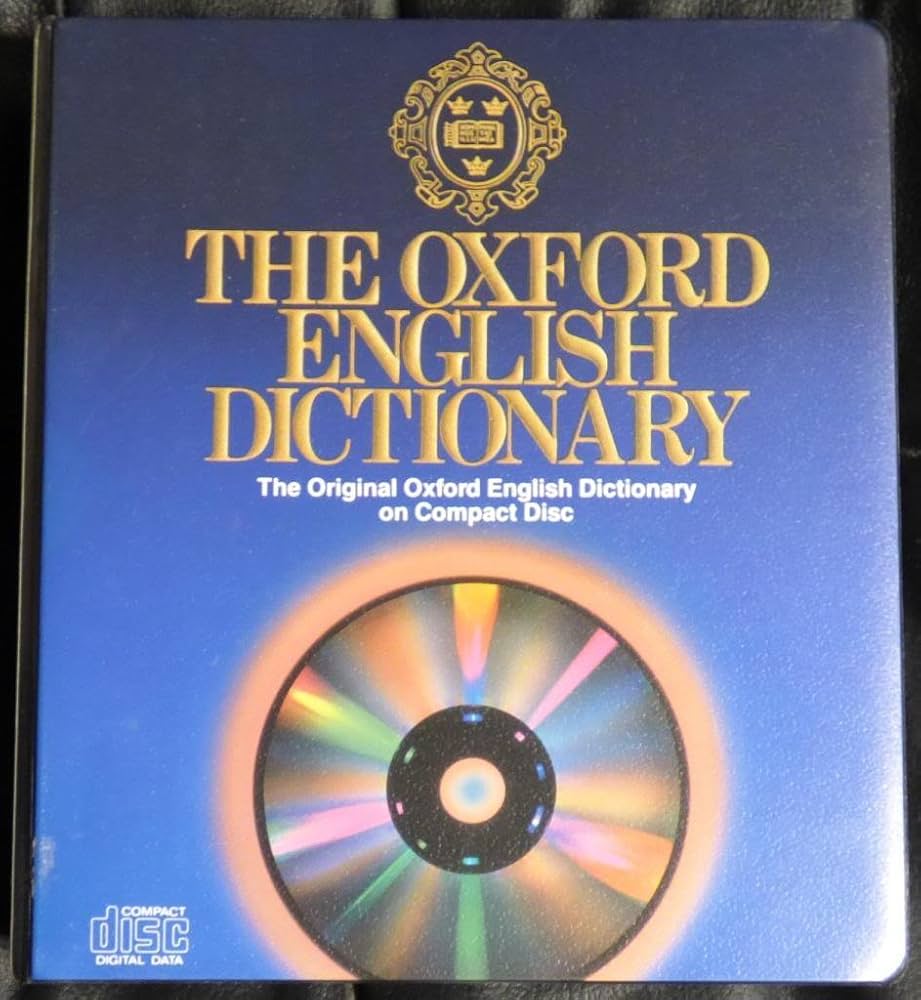 THE OXFORD
ENGLISH
DICTIONARY
The Original Oxford English Dictionary
on Compact Disc
COMPACT
disc
DIGITAL DATA